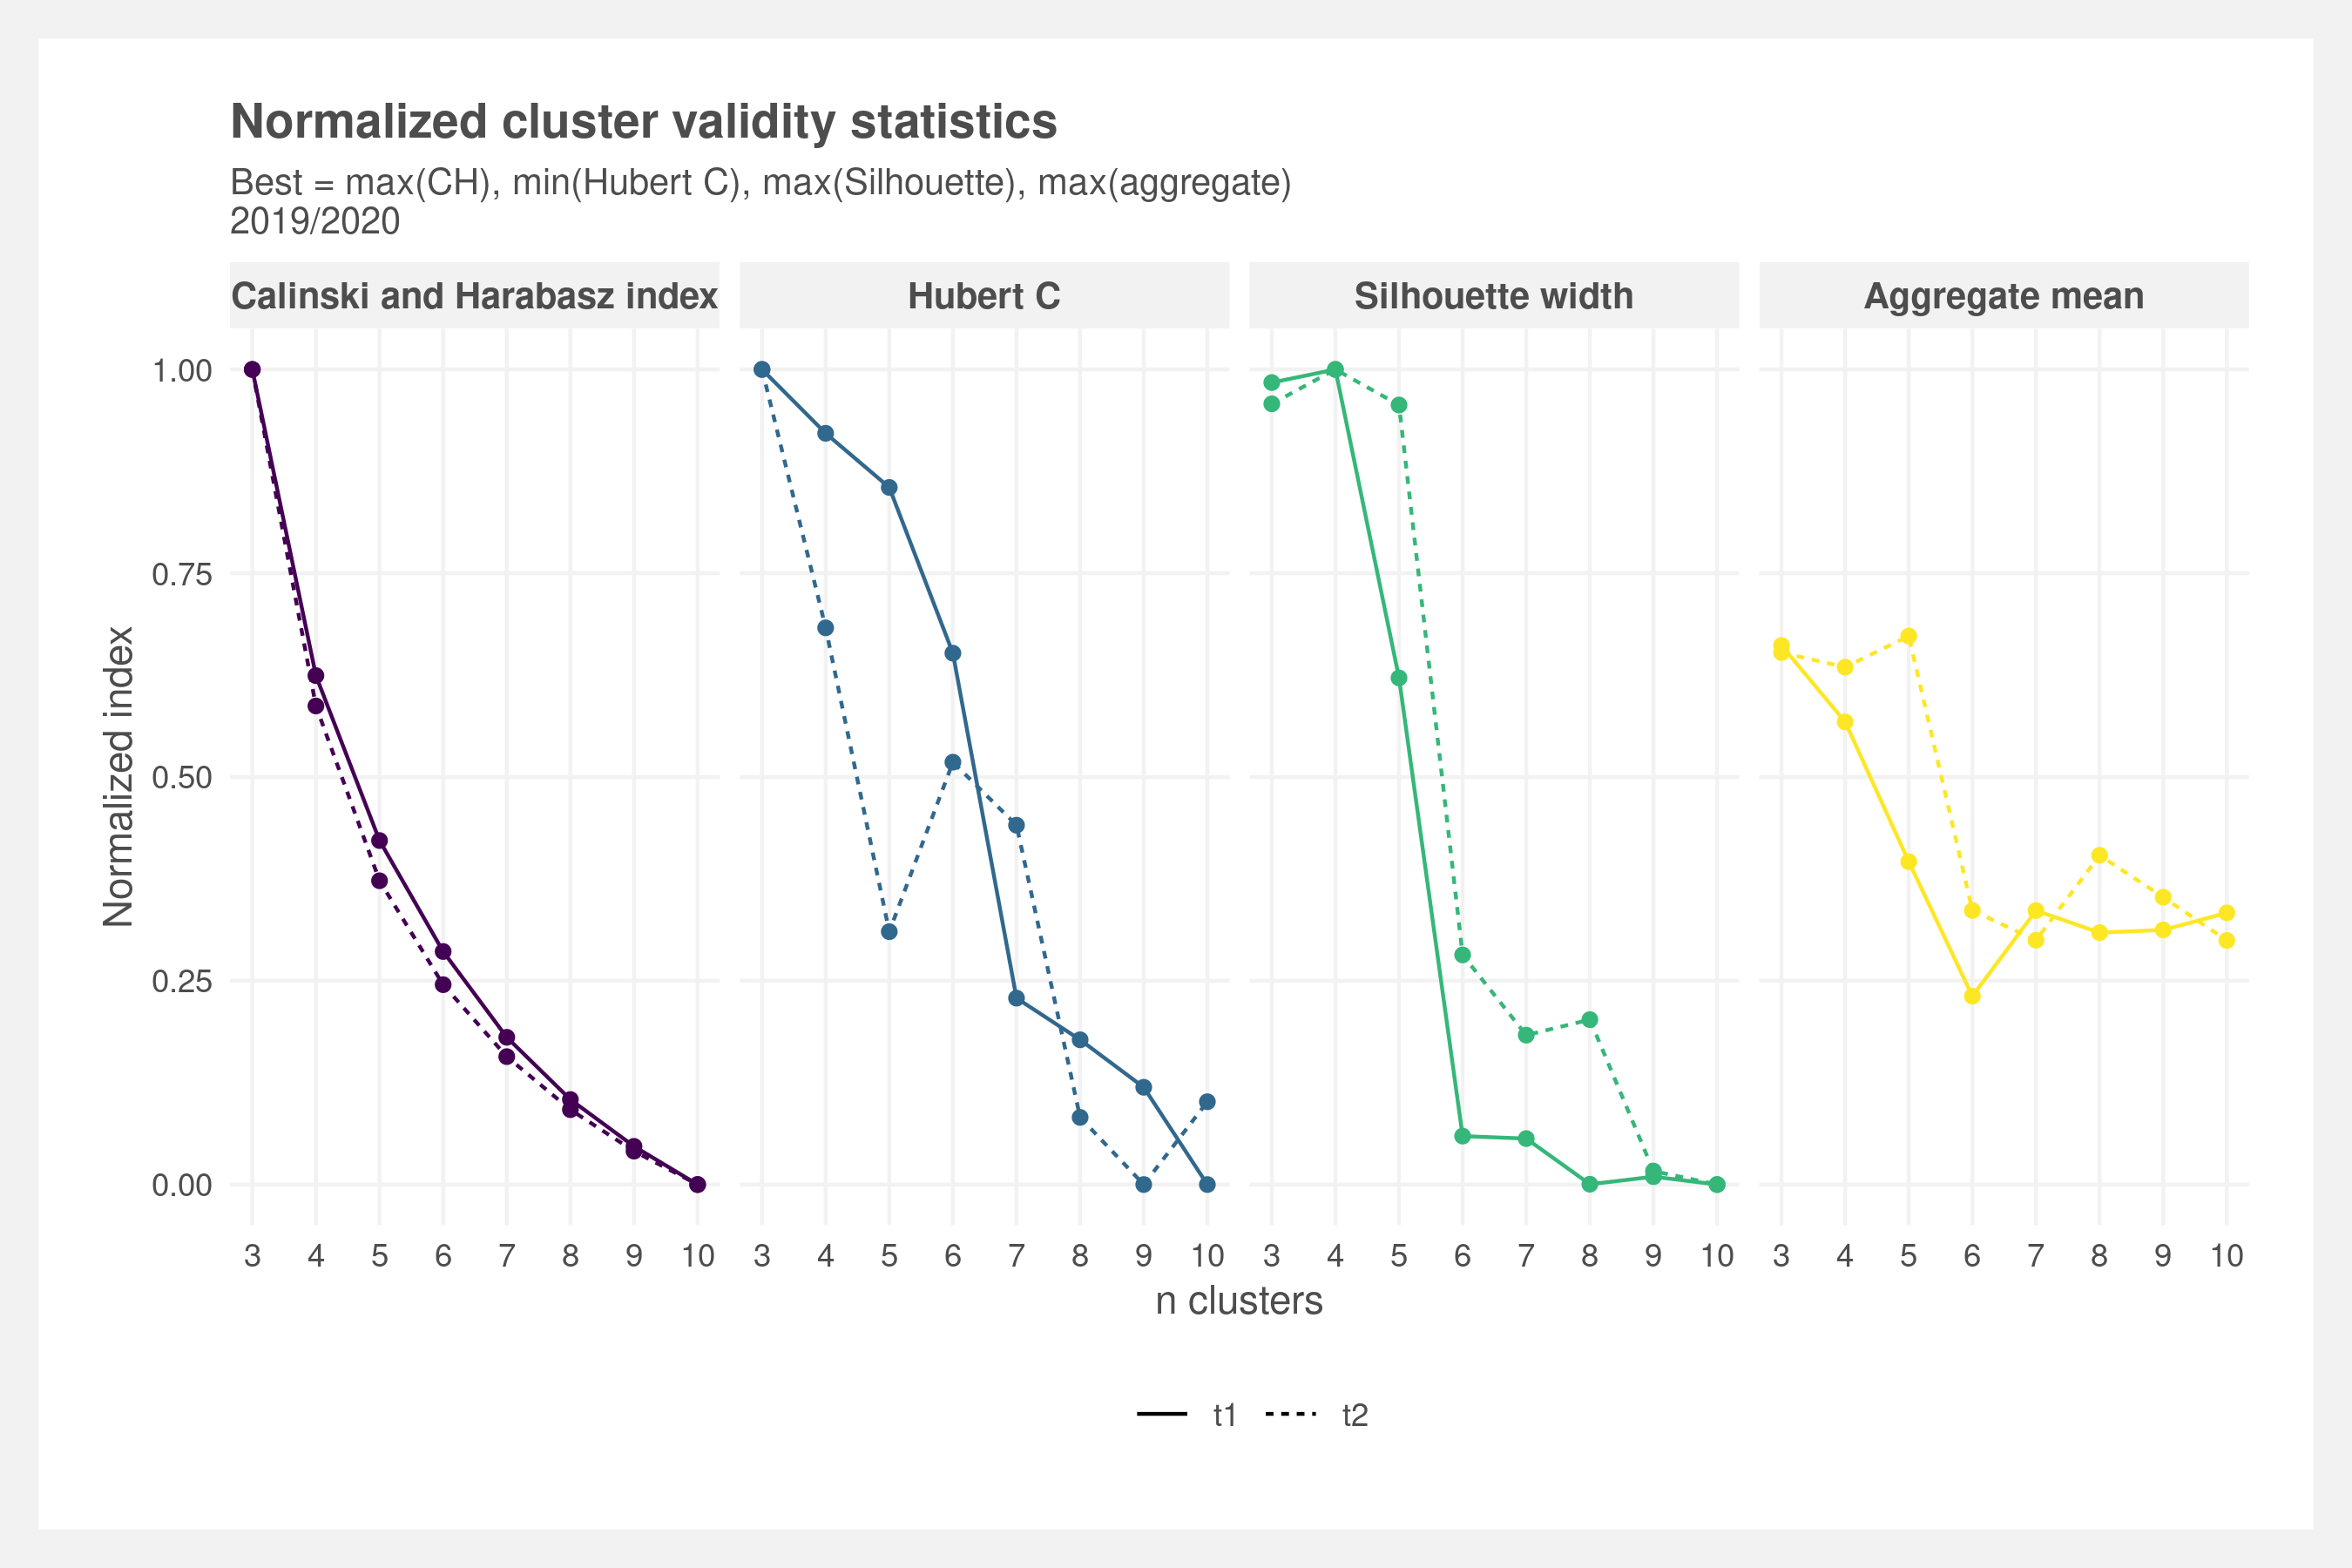 Normalized cluster validity statistics
Best = max(CH), min(Hubert C), max(Silhouette), max(aggregate)
2019/2020
Calinski and Harabasz index
Hubert C
Silhouette width
Aggregate mean
Normalized index
1.00
0.75
0.50
0.25
0.00
3 4 5 6 7 8 9 10
3 4 5 6 7 8 9 10
3 4 5 6 7 8 9 10
3 4 5 6 7 8 9 10
n clusters
t1 t2